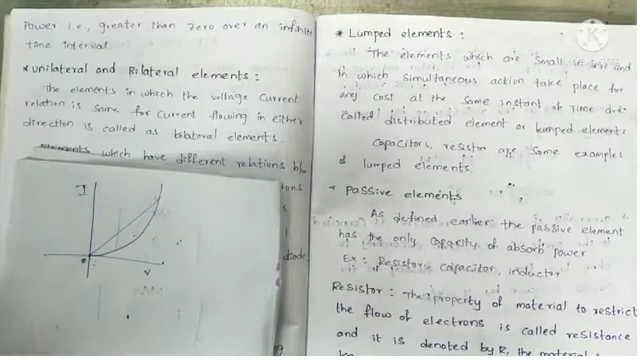 Power i.e., greater than zero over an infinite
time interval
* Unilateral and Bilateral elements :
The elements in which the voltage current
relation is same for current flowing in either
direction is called as bilateral elements.
Elements which have different relations b/w
diode
I
V
* Lumped elements :
The elements which are small in size and
in which simultaneous action take place for
any cost at the same instant of time are
called distributed element or lumped elements
Capacitors, resistor are some examples
of lumped elements.
* passive elements
As defined earlier the passive element
has the only capacity of absorb power
Ex : Resistor, capacitor, inductor
Resistor : The property of material to restrict
the flow of electrons is called resistance
and it is denoted by R, the material